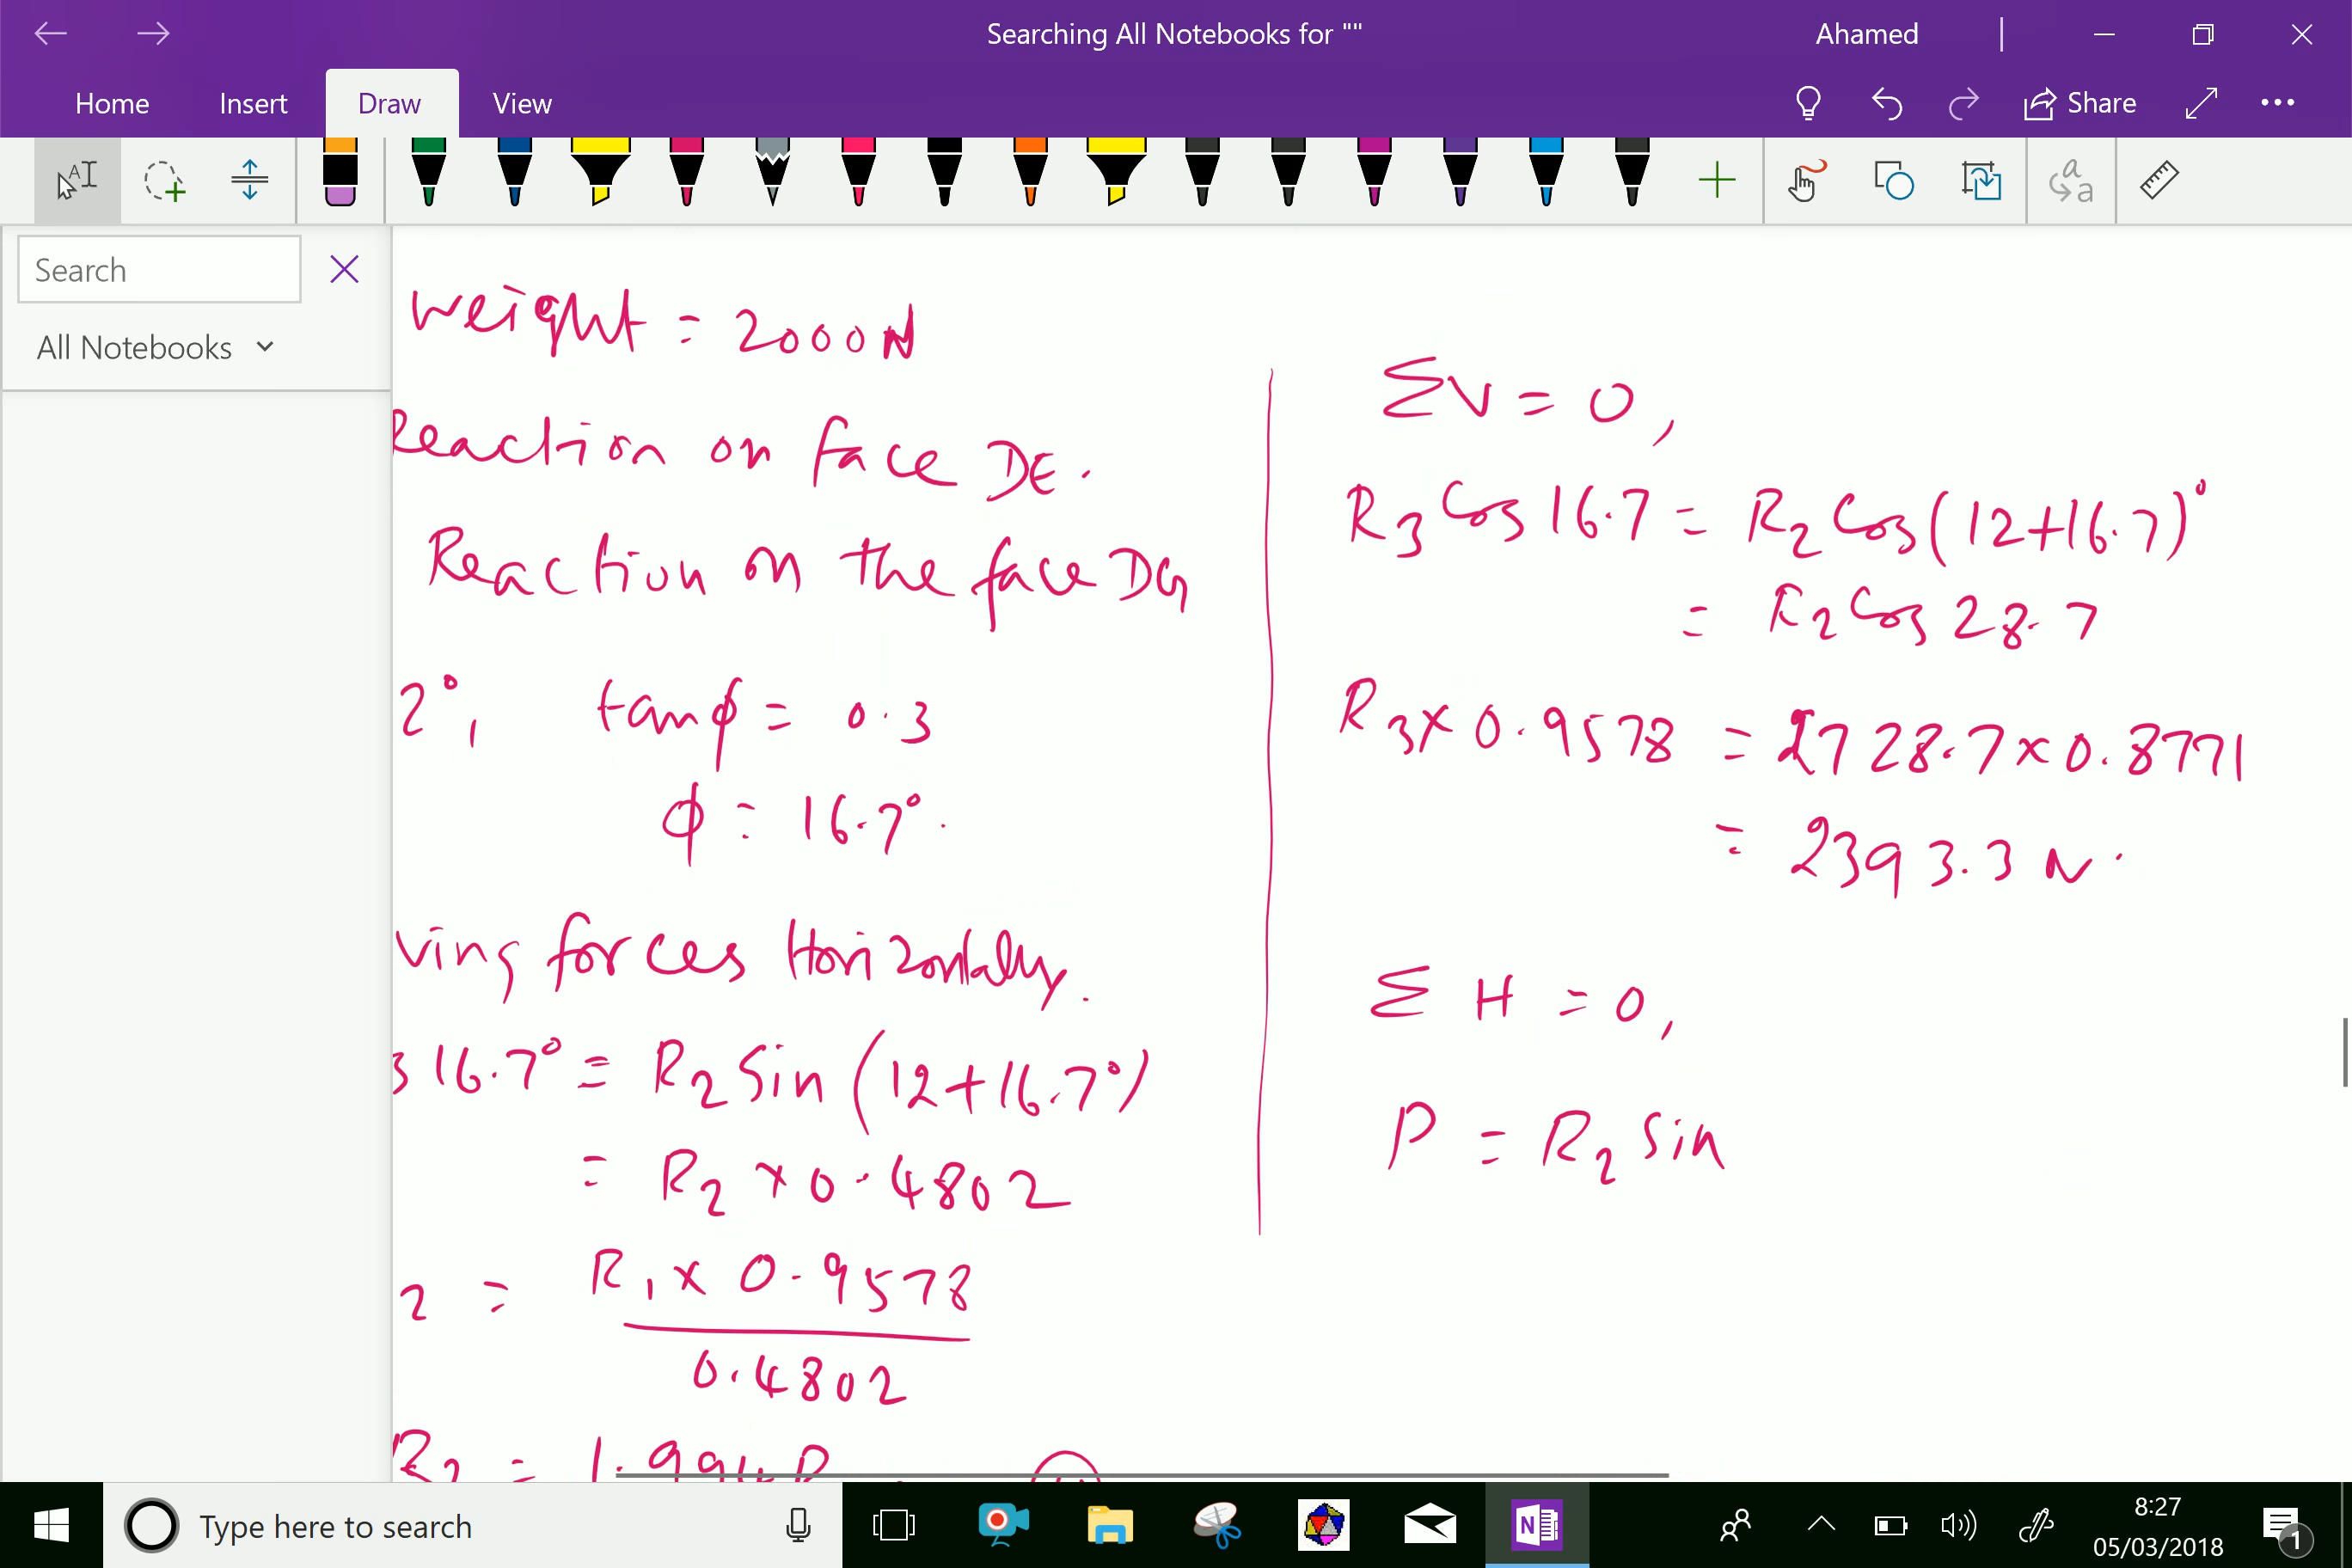 Searching All Notebooks for ""
Ahamed
Home Insert Draw View
Share
Search
All Notebooks
weight = 2000 N
Reaction on face DE.
Reaction on the face DG
2°, tan ϕ = 0.3
ϕ = 16.7°.
ving forces Horizontally.
s 16.7° = R2 Sin (12+16.7°)
= R2 × 0.4802
2 = R1 × 0.9578
0.4802
R2 = 1.994 R
ΣV = 0,
R3 Cos 16.7 = R2 Cos(12+16.7)°
= R2 Cos 28.7
R3 × 0.9578 = 2728.7 × 0.8771
= 2393.3 N.
Σ H = 0,
P = R2 Sin
Type here to search
N
8:27
05/03/2018
1